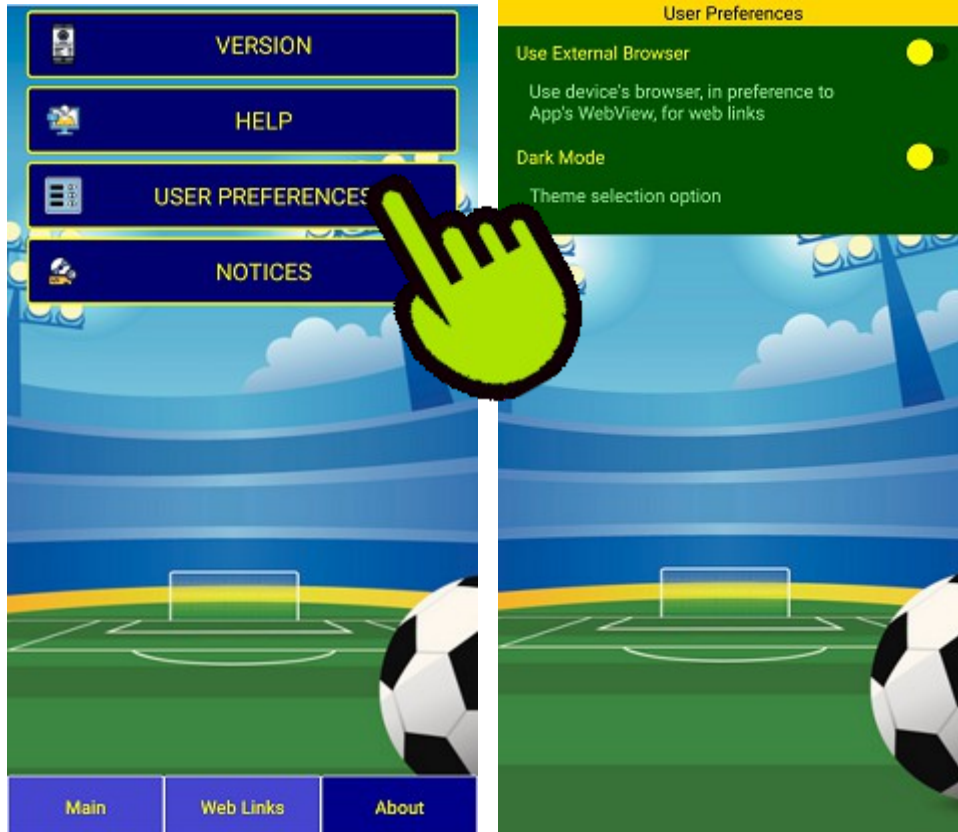 VERSION
HELP
USER PREFERENCES
NOTICES
Main
Web Links
About
User Preferences
Use External Browser
Use device's browser, in preference to
App's WebView, for web links
Dark Mode
Theme selection option